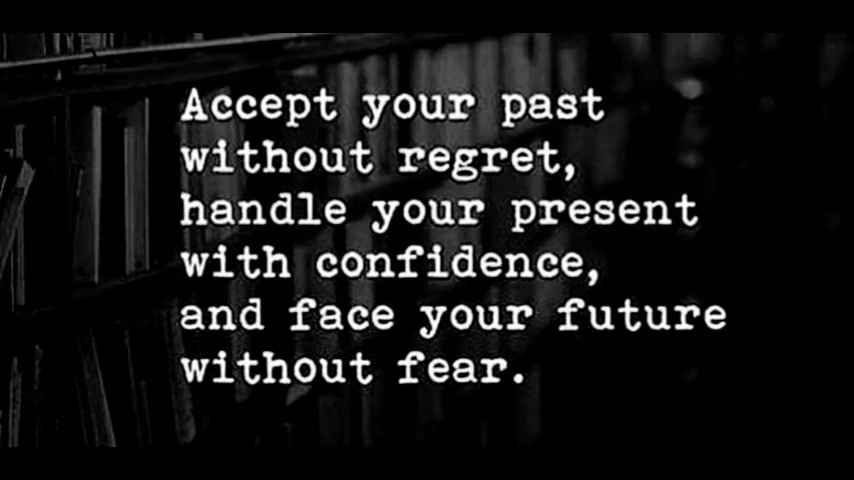 Accept your past
without regret,
handle your present
with confidence,
and face your future
without fear.